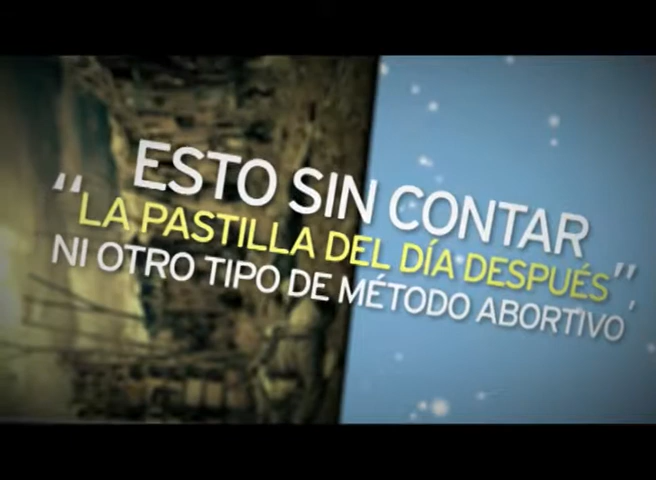 ESTO SIN CONTAR
“LA PASTILLA DEL DÍA DESPUÉS”,
NI OTRO TIPO DE MÉTODO ABORTIVO